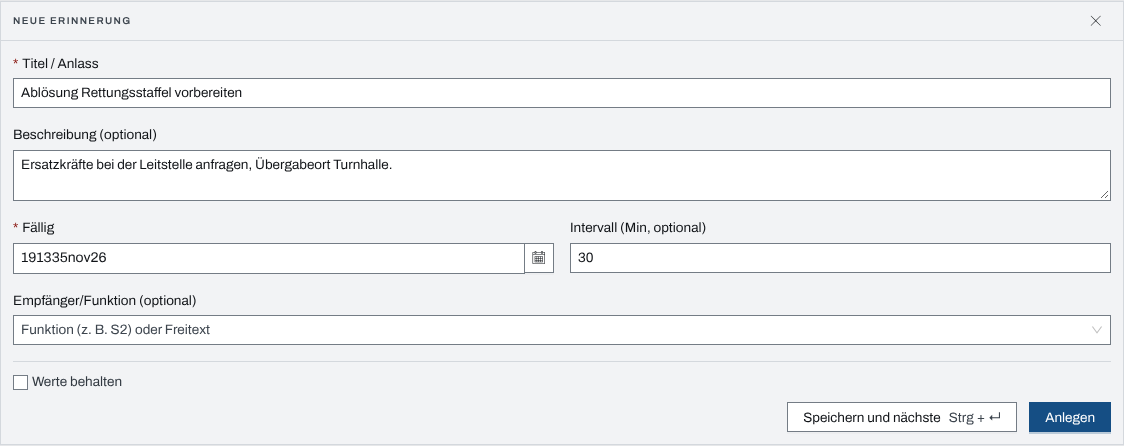 NEUE ERINNERUNG
* Titel / Anlass
Ablösung Rettungsstaffel vorbereiten
Beschreibung (optional)
Ersatzkräfte bei der Leitstelle anfragen, Übergabeort Turnhalle.
* Fällig
Intervall (Min, optional)
191335nov26
30
Empfänger/Funktion (optional)
Funktion (z. B. S2) oder Freitext
Werte behalten
Speichern und nächste Strg + ↵
Anlegen